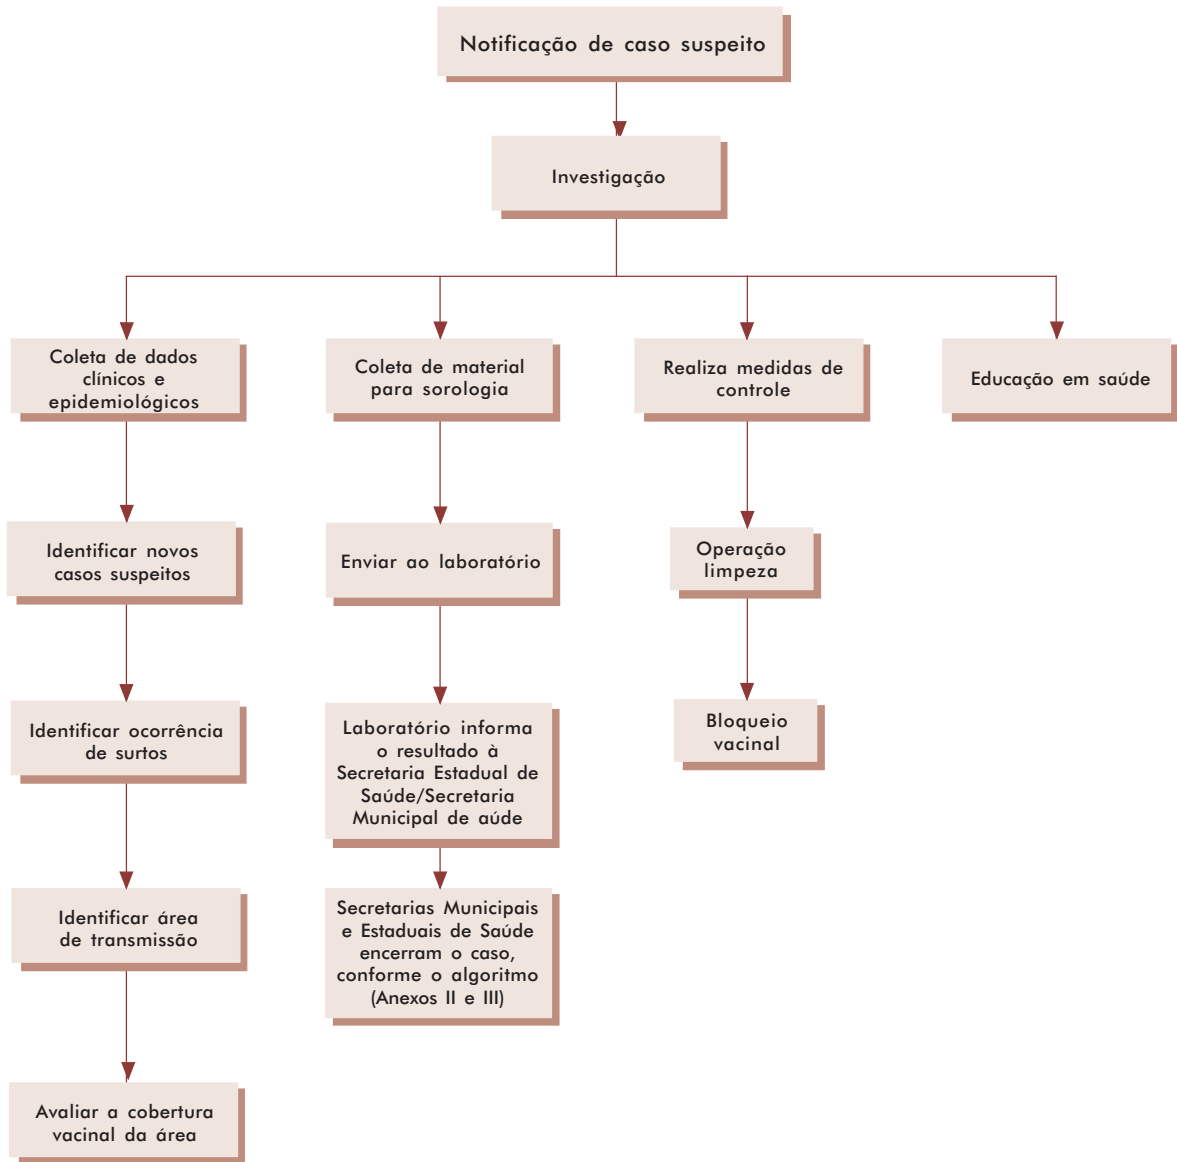 Notificação de caso suspeito
Investigação
Coleta de dados
clínicos e
epidemiológicos
Coleta de material
para sorologia
Realiza medidas de
controle
Educação em saúde
Identificar novos
casos suspeitos
Enviar ao laboratório
Operação
limpeza
Identificar ocorrência
de surtos
Laboratório informa
o resultado à
Secretaria Estadual de
Saúde/Secretaria
Municipal de aúde
Bloqueio
vacinal
Identificar área
de transmissão
Secretarias Municipais
e Estaduais de Saúde
encerram o caso,
conforme o algoritmo
(Anexos II e III)
Avaliar a cobertura
vacinal da área